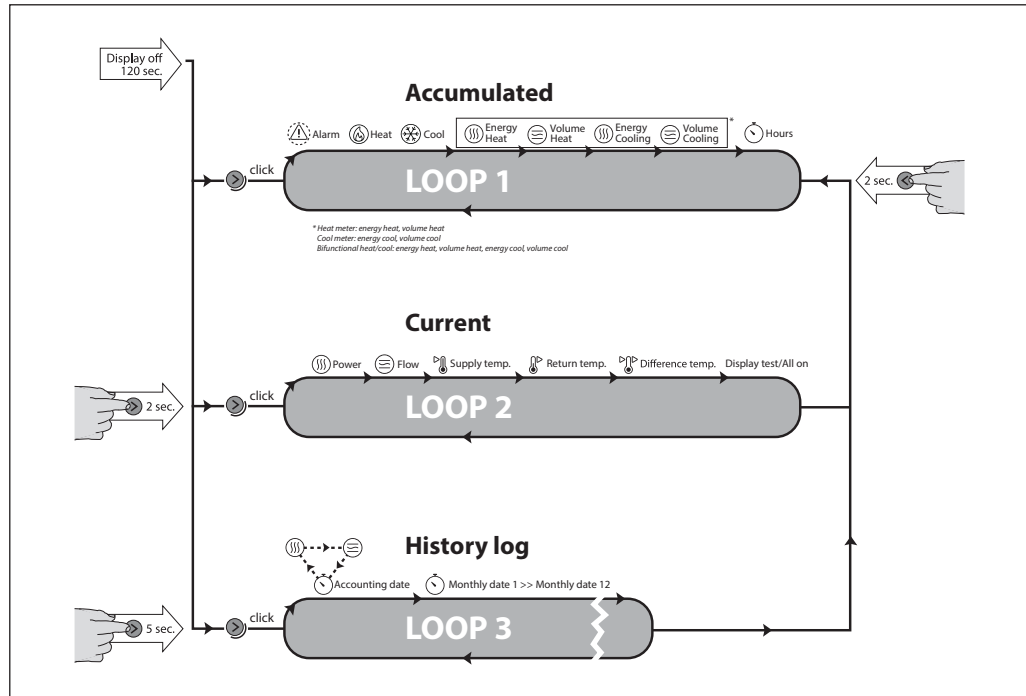 Display off
120 sec.
Accumulated
*
Alarm
Heat
Cool
Energy
Heat
Volume
Heat
Energy
Cooling
Volume
Cooling
Hours
click
LOOP 1
2 sec.
* Heat meter: energy heat, volume heat
Cool meter: energy cool, volume cool
Bifunctional heat/cool: energy heat, volume heat, energy cool, volume cool
Current
Power
Flow
Supply temp.
Return temp.
Difference temp.
Display test/All on
2 sec.
click
LOOP 2
History log
Accounting date
Monthly date 1 >> Monthly date 12
5 sec.
click
LOOP 3